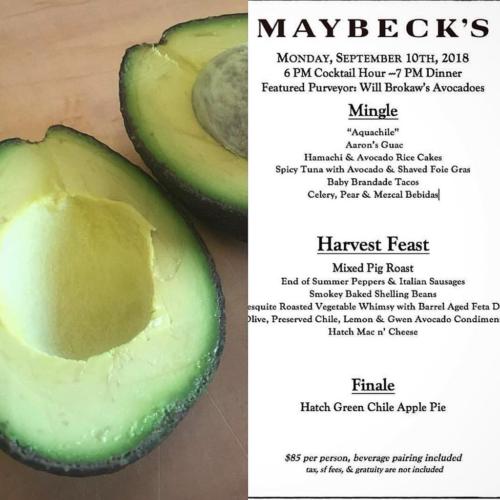 MAYBECK'S
MONDAY, SEPTEMBER 10TH, 2018
6 PM Cocktail Hour ~7 PM Dinner
Featured Purveyor: Will Brokaw's Avocadoes
Mingle
"Aquachile"
Aaron's Guac
Hamachi & Avocado Rice Cakes
Spicy Tuna with Avocado & Shaved Foie Gras
Baby Brandade Tacos
Celery, Pear & Mezcal Bebidas
Harvest Feast
Mixed Pig Roast
End of Summer Peppers & Italian Sausages
Smokey Baked Shelling Beans
esquite Roasted Vegetable Whimsy with Barrel Aged Feta D
Olive, Preserved Chile, Lemon & Gwen Avocado Condimen
Hatch Mac n' Cheese
Finale
Hatch Green Chile Apple Pie
$85 per person, beverage pairing included
tax, sf fees, & gratuity are not included